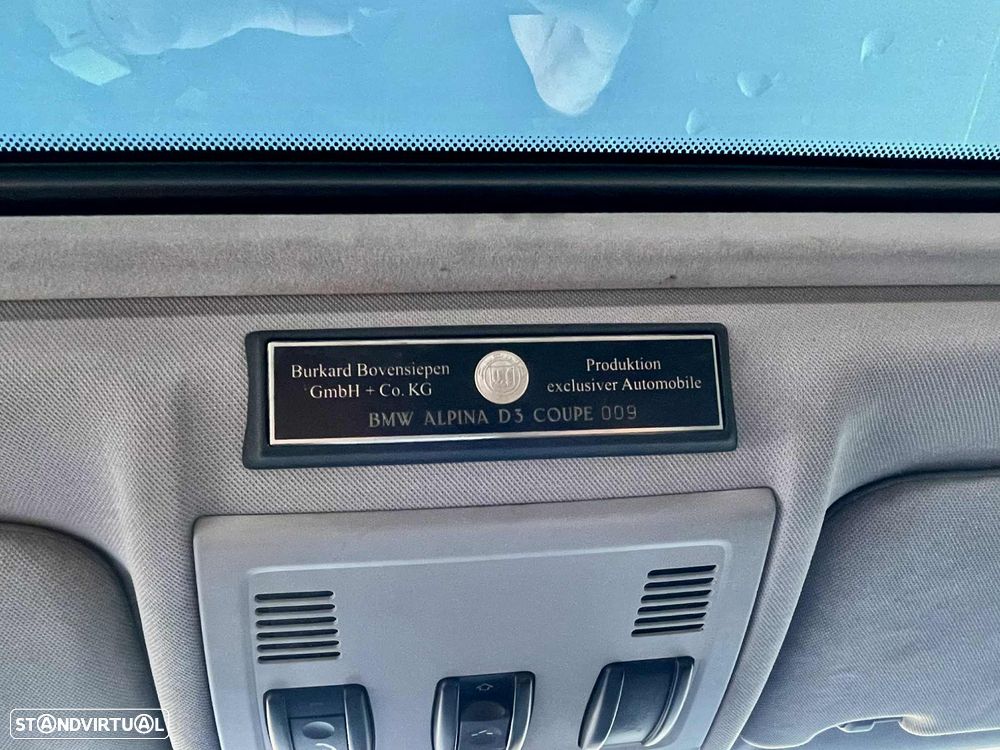 Burkard Bovensiepen
GmbH + Co. KG
Produktion
exclusiver Automobile
BMW ALPINA D3 COUPE 009
STANDVIRTUAL